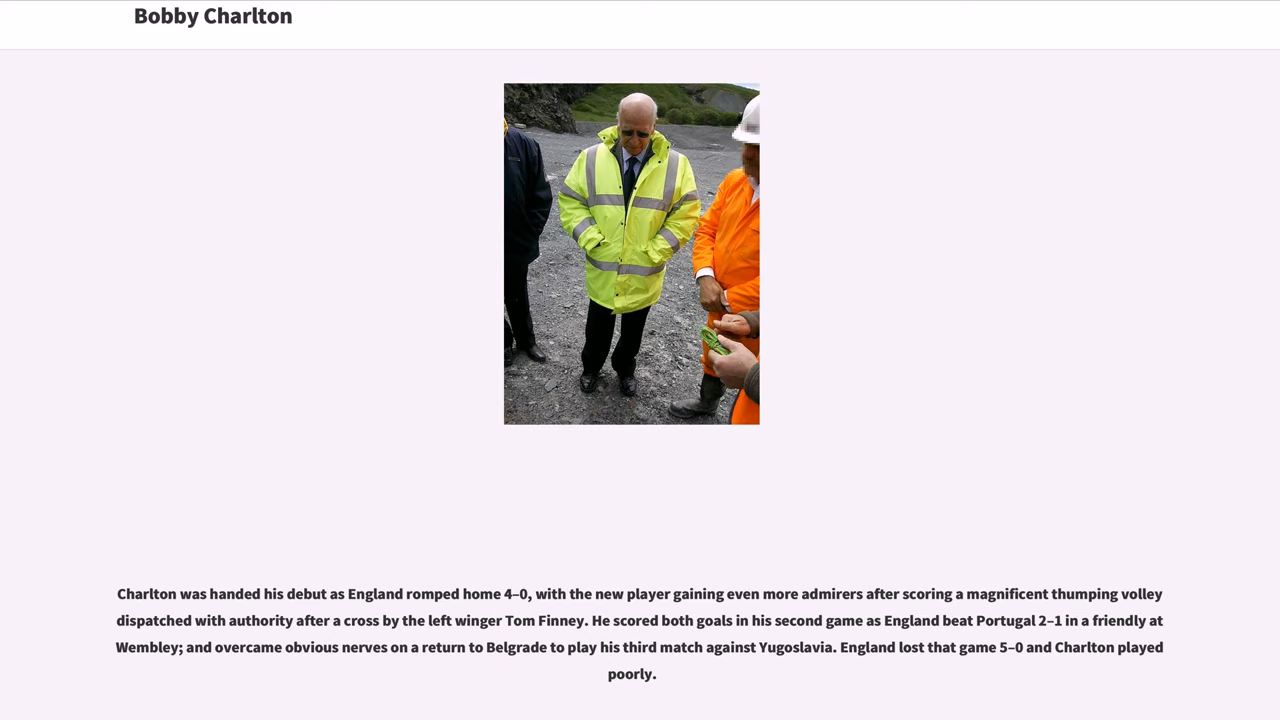 Bobby Charlton
Charlton was handed his debut as England romped home 4–0, with the new player gaining even more admirers after scoring a magnificent thumping volley
dispatched with authority after a cross by the left winger Tom Finney. He scored both goals in his second game as England beat Portugal 2–1 in a friendly at
Wembley; and overcame obvious nerves on a return to Belgrade to play his third match against Yugoslavia. England lost that game 5–0 and Charlton played
poorly.